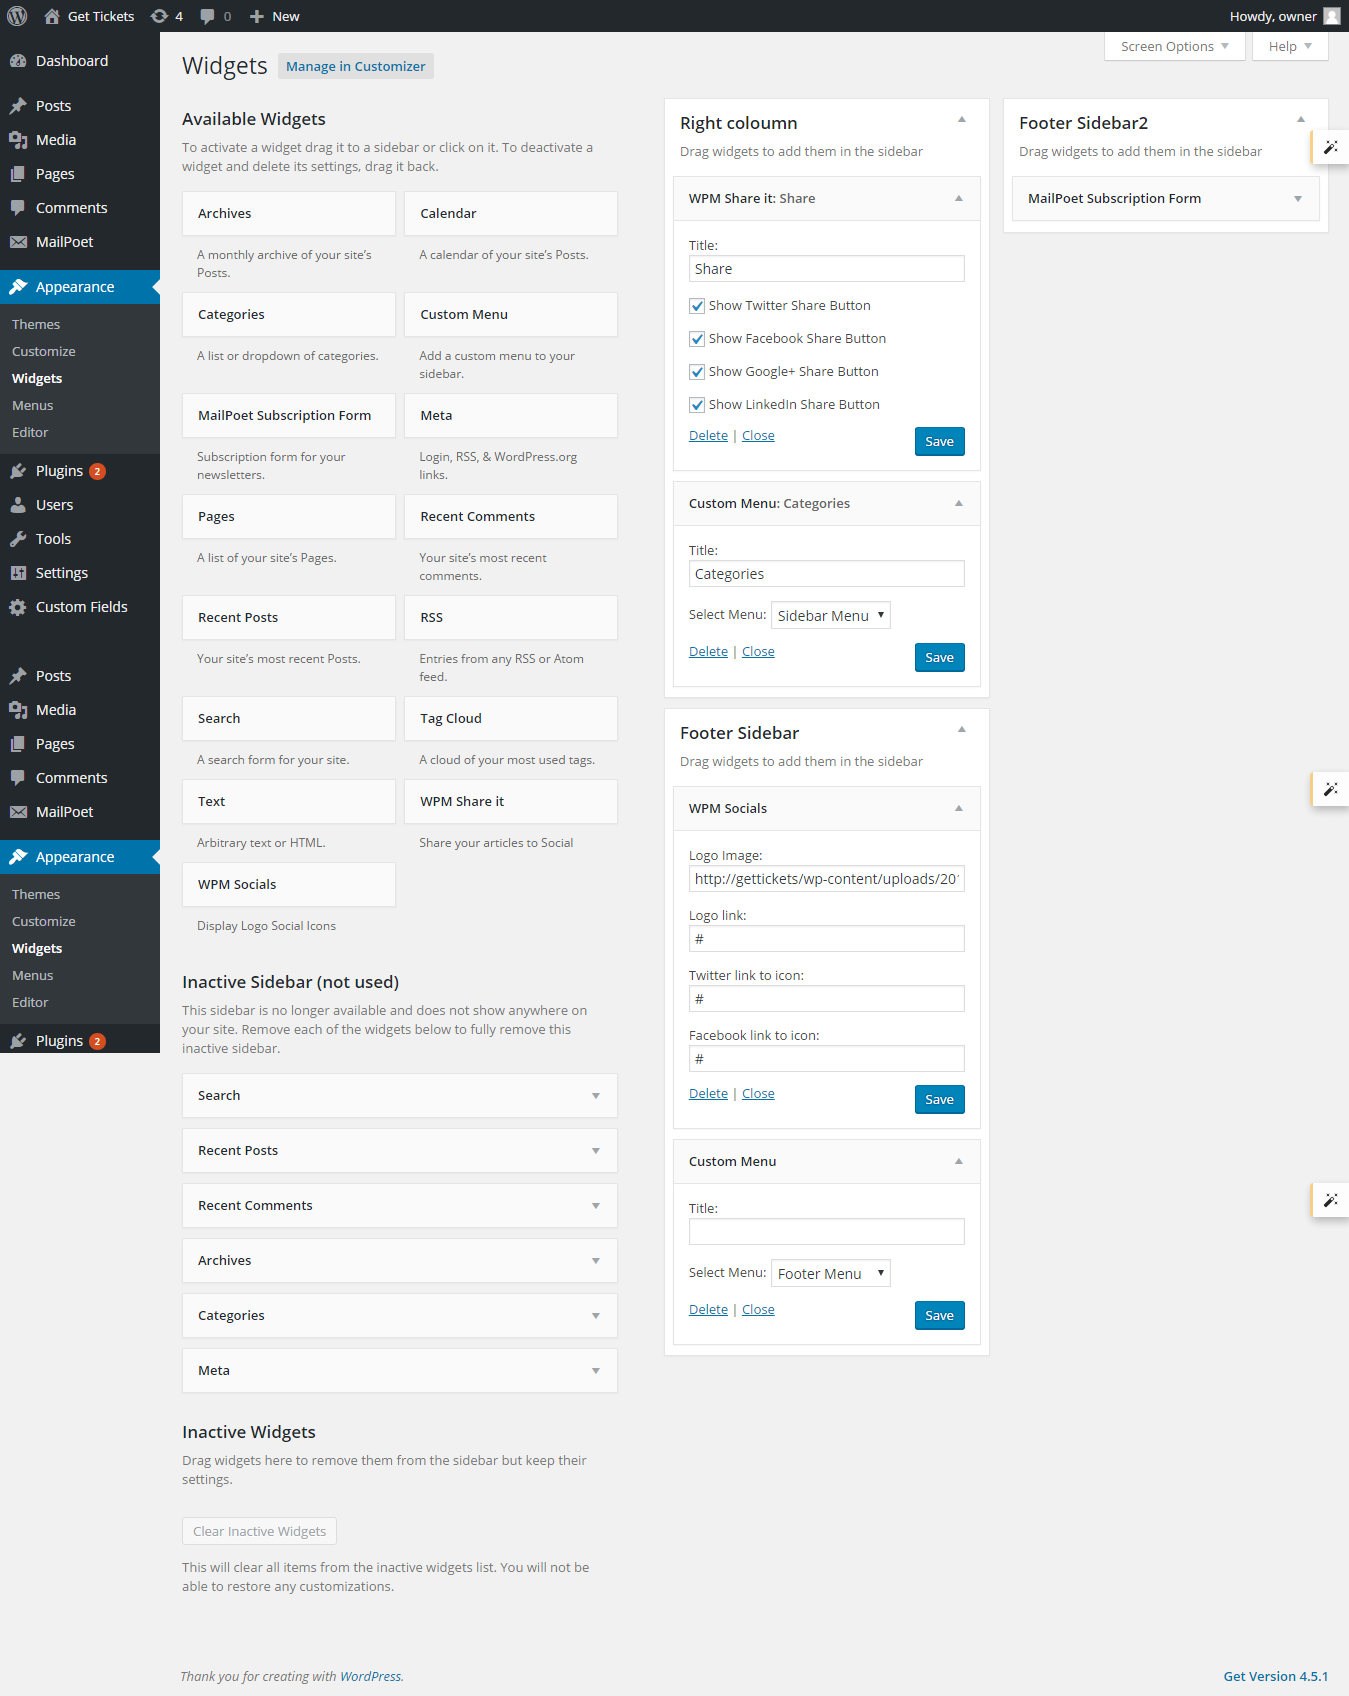 Get Tickets
4
0
New
Howdy, owner
Dashboard
Posts
Media
Pages
Comments
MailPoet
Appearance
Themes
Customize
Widgets
Menus
Editor
Plugins 2
Users
Tools
Settings
Custom Fields
Posts
Media
Pages
Comments
MailPoet
Appearance
Themes
Customize
Widgets
Menus
Editor
Plugins 2
Screen Options
Help
Widgets
Manage in Customizer
Available Widgets
To activate a widget drag it to a sidebar or click on it. To deactivate a
widget and delete its settings, drag it back.
Archives
A monthly archive of your site’s
Posts.
Calendar
A calendar of your site’s Posts.
Categories
A list or dropdown of categories.
Custom Menu
Add a custom menu to your
sidebar.
MailPoet Subscription Form
Subscription form for your
newsletters.
Meta
Login, RSS, & WordPress.org
links.
Pages
A list of your site’s Pages.
Recent Comments
Your site’s most recent
comments.
Recent Posts
Your site’s most recent Posts.
RSS
Entries from any RSS or Atom
feed.
Search
A search form for your site.
Tag Cloud
A cloud of your most used tags.
Text
Arbitrary text or HTML.
WPM Share it
Share your articles to Social
WPM Socials
Display Logo Social Icons
Inactive Sidebar (not used)
This sidebar is no longer available and does not show anywhere on
your site. Remove each of the widgets below to fully remove this
inactive sidebar.
Search
Recent Posts
Recent Comments
Archives
Categories
Meta
Inactive Widgets
Drag widgets here to remove them from the sidebar but keep their
settings.
Clear Inactive Widgets
This will clear all items from the inactive widgets list. You will not be
able to restore any customizations.
Right coloumn
Drag widgets to add them in the sidebar
WPM Share it: Share
Title:
Share
Show Twitter Share Button
Show Facebook Share Button
Show Google+ Share Button
Show LinkedIn Share Button
Delete | Close
Save
Custom Menu: Categories
Title:
Categories
Select Menu: Sidebar Menu
Delete | Close
Save
Footer Sidebar
Drag widgets to add them in the sidebar
WPM Socials
Logo Image:
http://gettickets/wp-content/uploads/201
Logo link:
#
Twitter link to icon:
#
Facebook link to icon:
#
Delete | Close
Save
Custom Menu
Title:
Select Menu: Footer Menu
Delete | Close
Save
Footer Sidebar2
Drag widgets to add them in the sidebar
MailPoet Subscription Form
Thank you for creating with WordPress.
Get Version 4.5.1